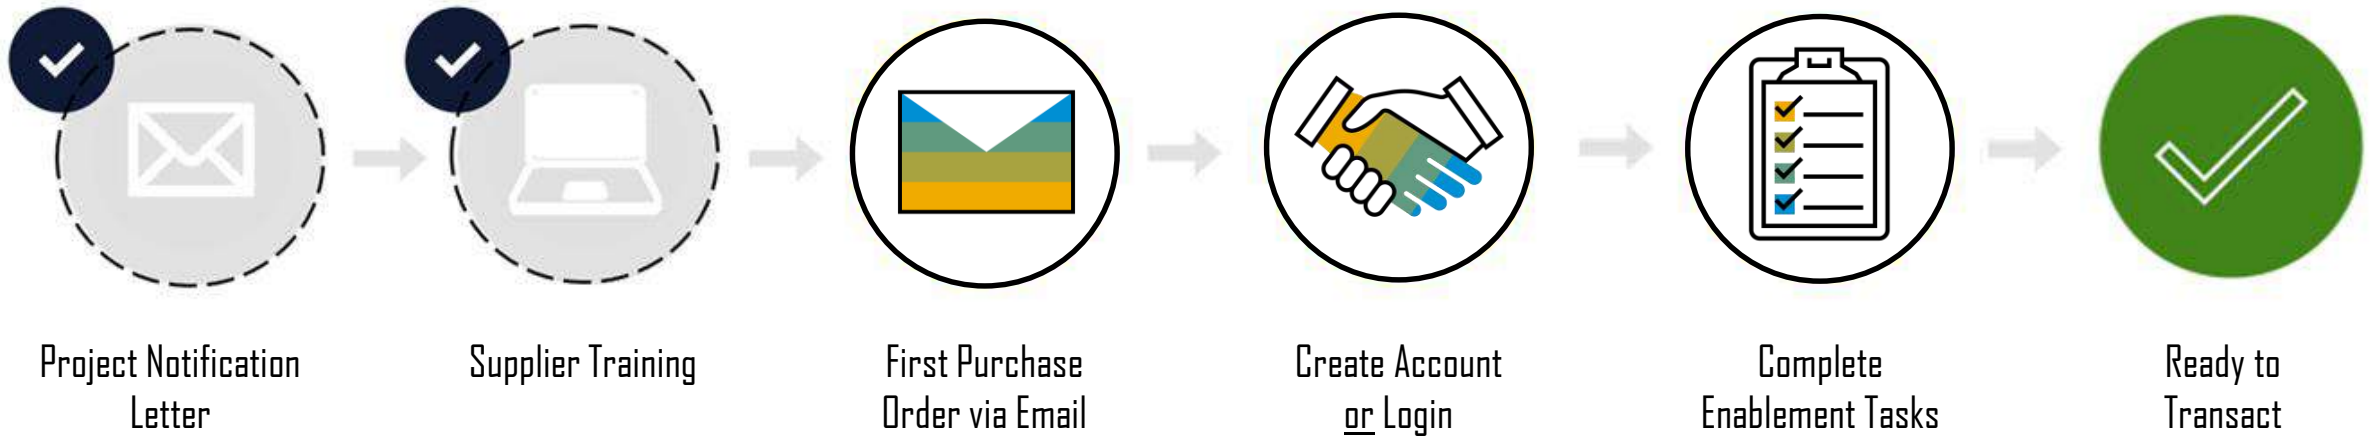 Project Notification
Letter
Supplier Training
First Purchase
Order via Email
Create Account
or Login
Complete
Enablement Tasks
Ready to
Transact